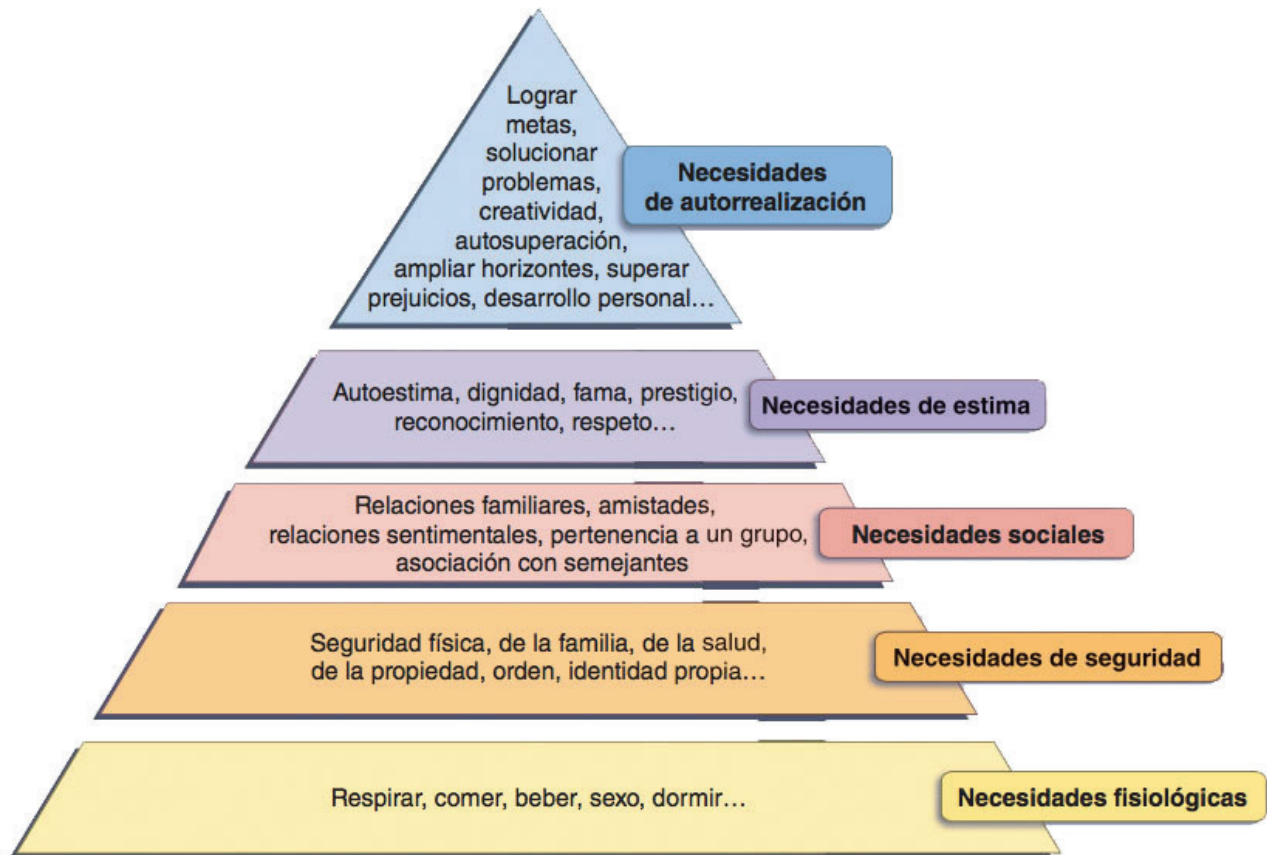 Lograr
metas,
solucionar
problemas,
creatividad,
autosuperación,
ampliar horizontes, superar
prejuicios, desarrollo personal...
Necesidades
de autorrealización
Autoestima, dignidad, fama, prestigio,
reconocimiento, respeto...
Necesidades de estima
Relaciones familiares, amistades,
relaciones sentimentales, pertenencia a un grupo,
asociación con semejantes
Necesidades sociales
Seguridad física, de la familia, de la salud,
de la propiedad, orden, identidad propia...
Necesidades de seguridad
Respirar, comer, beber, sexo, dormir...
Necesidades fisiológicas